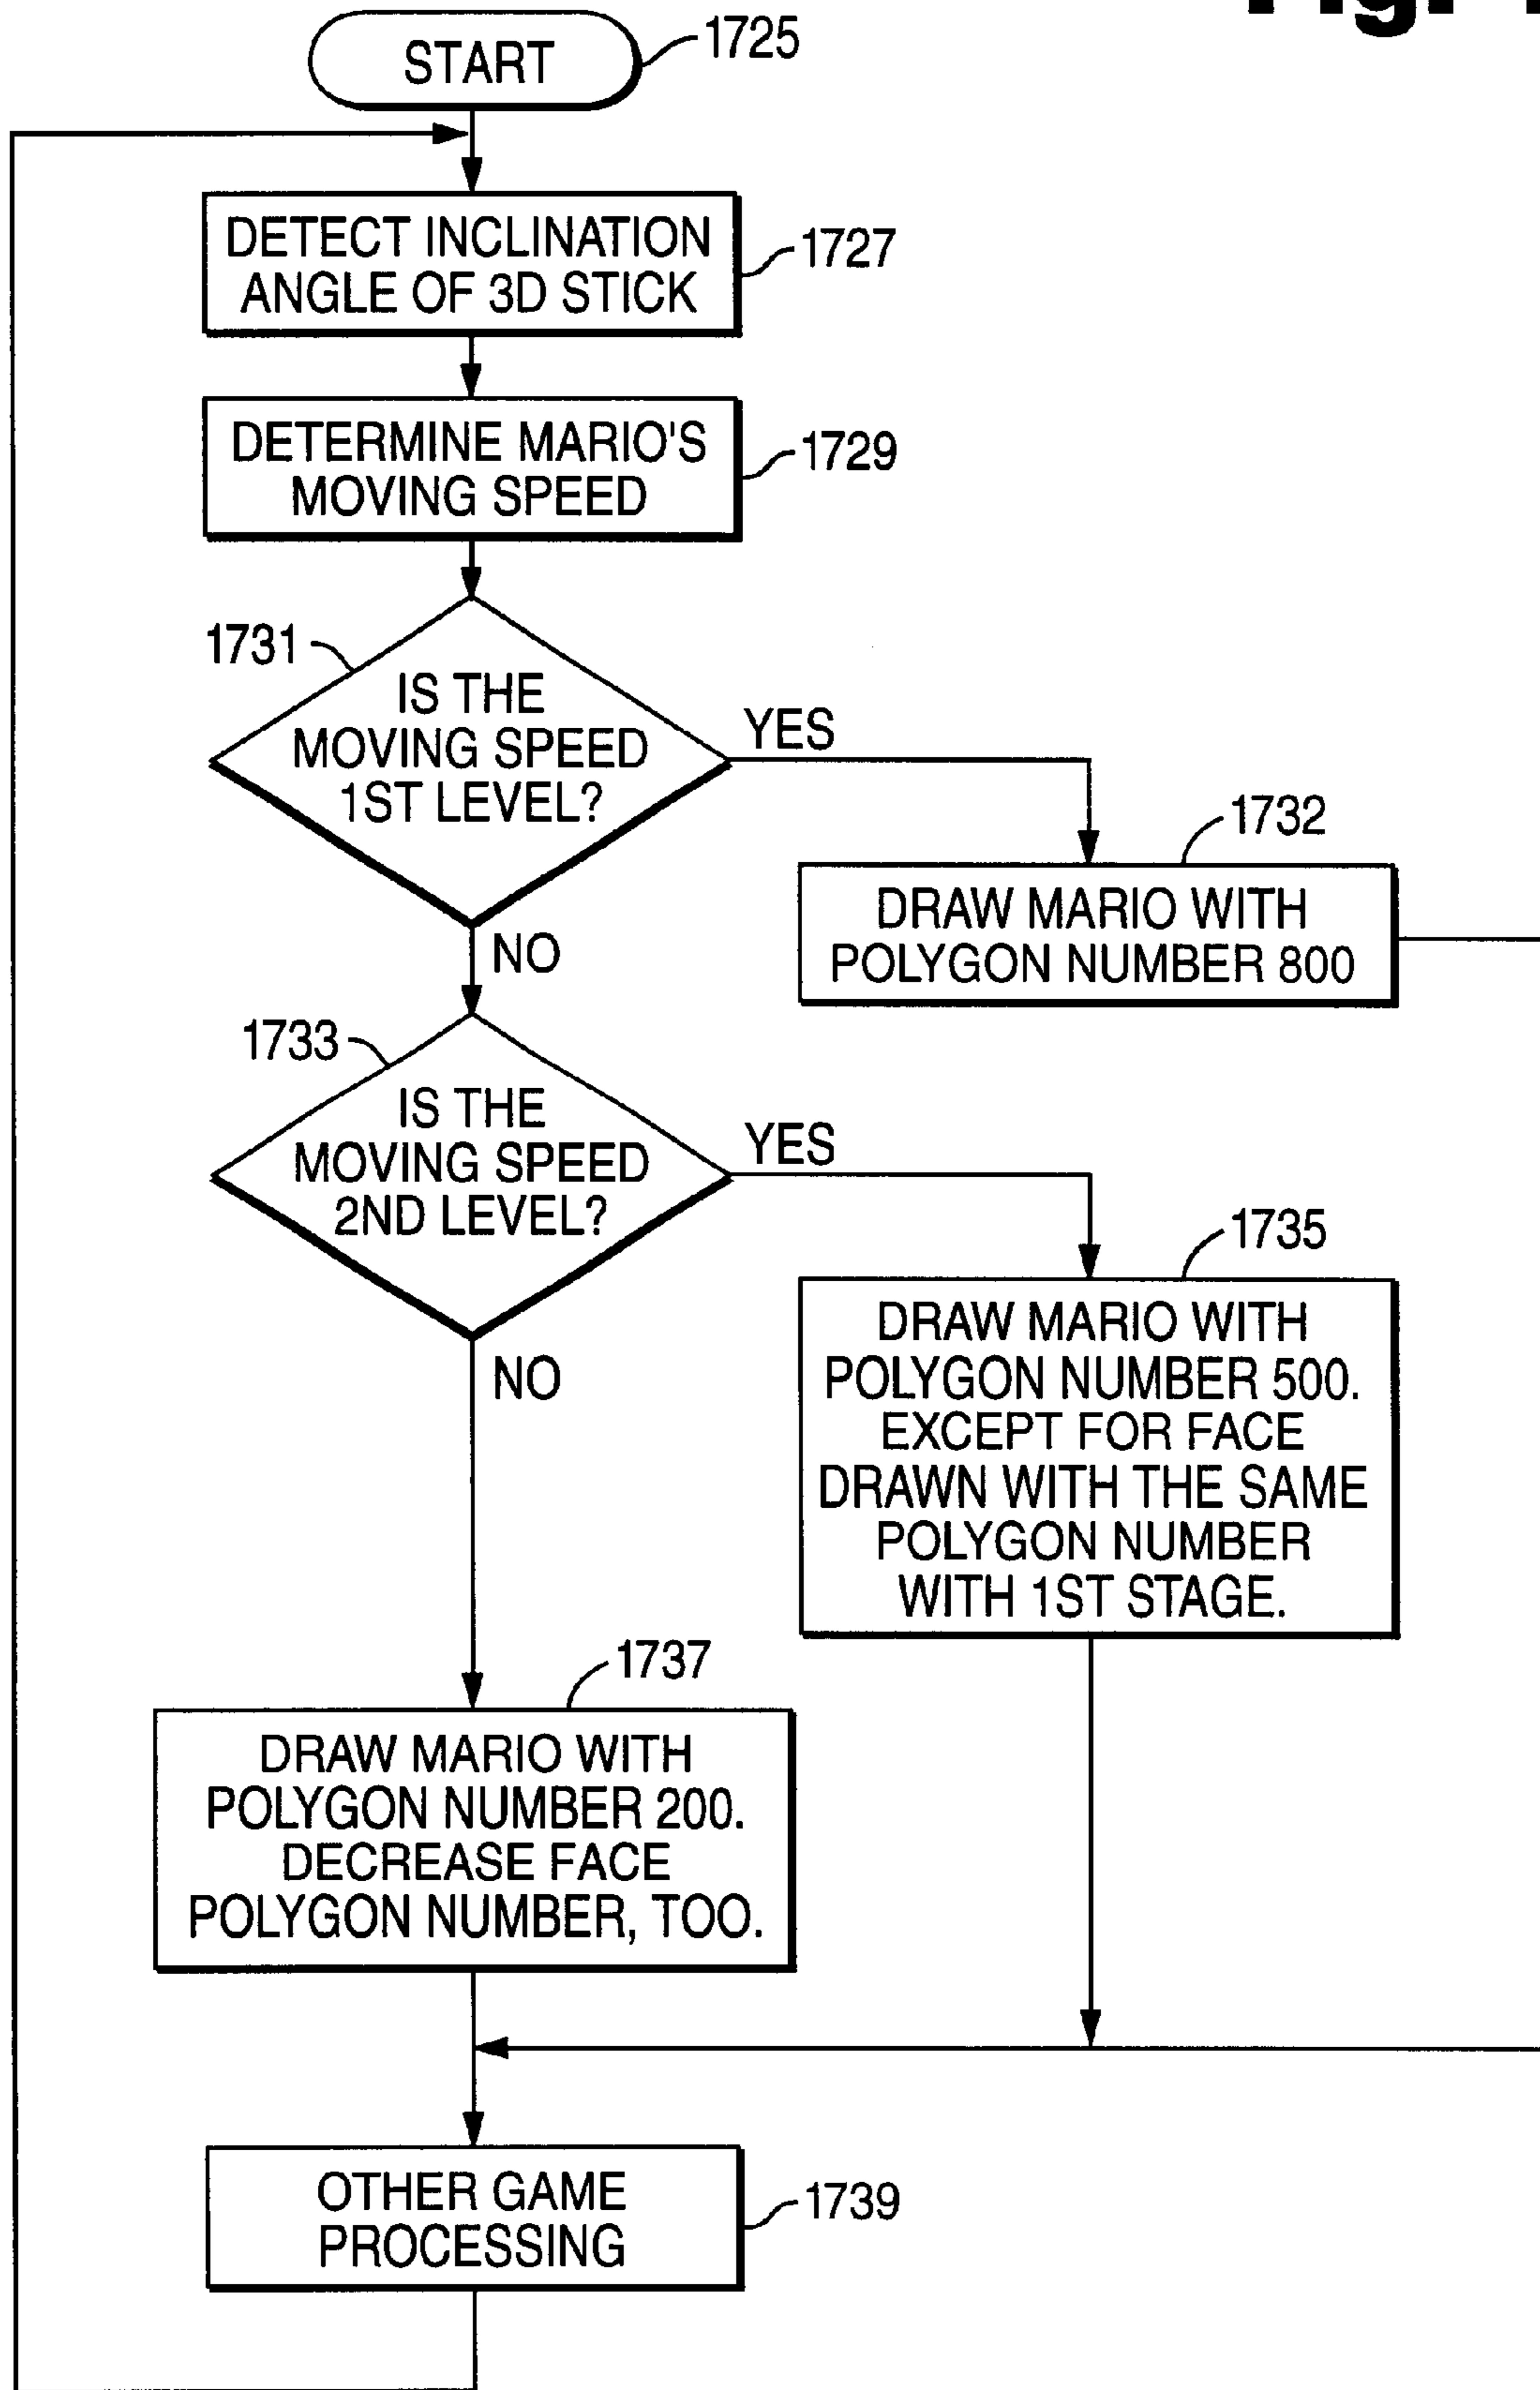 Fig. 1
START
1725
DETECT INCLINATION
ANGLE OF 3D STICK
1727
DETERMINE MARIO'S
MOVING SPEED
1729
1731
IS THE
MOVING SPEED
1ST LEVEL?
YES
NO
1732
DRAW MARIO WITH
POLYGON NUMBER 800
1733
IS THE
MOVING SPEED
2ND LEVEL?
YES
NO
1735
DRAW MARIO WITH
POLYGON NUMBER 500.
EXCEPT FOR FACE
DRAWN WITH THE SAME
POLYGON NUMBER
WITH 1ST STAGE.
1737
DRAW MARIO WITH
POLYGON NUMBER 200.
DECREASE FACE
POLYGON NUMBER, TOO.
OTHER GAME
PROCESSING
1739